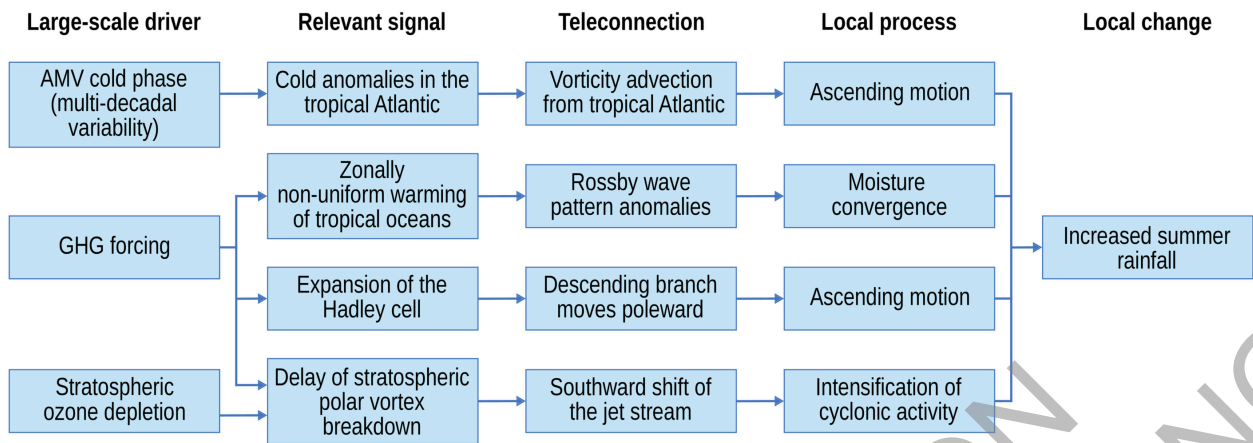 Large-scale driver
Relevant signal
Teleconnection
Local process
Local change
AMV cold phase
(multi-decadal
variability)
Cold anomalies in the
tropical Atlantic
Vorticity advection
from tropical Atlantic
Ascending motion
Zonally
non-uniform warming
of tropical oceans
Rossby wave
pattern anomalies
Moisture
convergence
GHG forcing
Increased summer
rainfall
Expansion of the
Hadley cell
Descending branch
moves poleward
Ascending motion
Stratospheric
ozone depletion
Delay of stratospheric
polar vortex
breakdown
Southward shift of
the jet stream
Intensification of
cyclonic activity